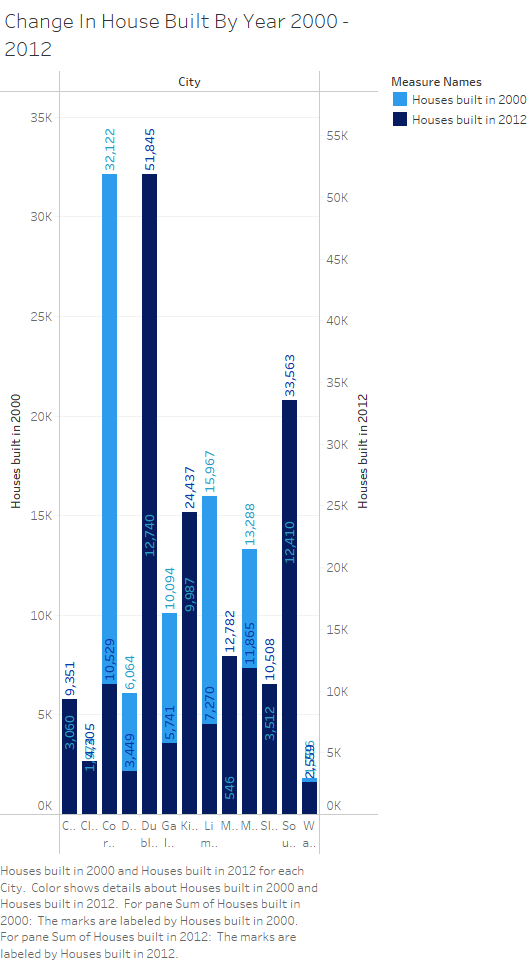 Change In House Built By Year 2000 -
2012
City
Measure Names
Houses built in 2000
Houses built in 2012
35K
30K
25K
20K
15K
10K
5K
0K
Houses built in 2000
55K
50K
45K
40K
35K
30K
25K
20K
15K
10K
5K
0K
Houses built in 2012
9,351
3,060
4,305
32,122
10,529
6,064
3,449
51,845
12,740
10,094
5,741
24,437
9,987
15,967
7,270
12,782
546
13,288
11,865
10,508
3,512
33,563
12,410
2,559
C.. Cl.. Co D.. Du Ga Ki.. Li M.. M.. Sl.. So W
r.. bl.. l.. m.. u.. a..
Houses built in 2000 and Houses built in 2012 for each
City. Color shows details about Houses built in 2000 and
Houses built in 2012. For pane Sum of Houses built in
2000: The marks are labeled by Houses built in 2000.
For pane Sum of Houses built in 2012: The marks are
labeled by Houses built in 2012.